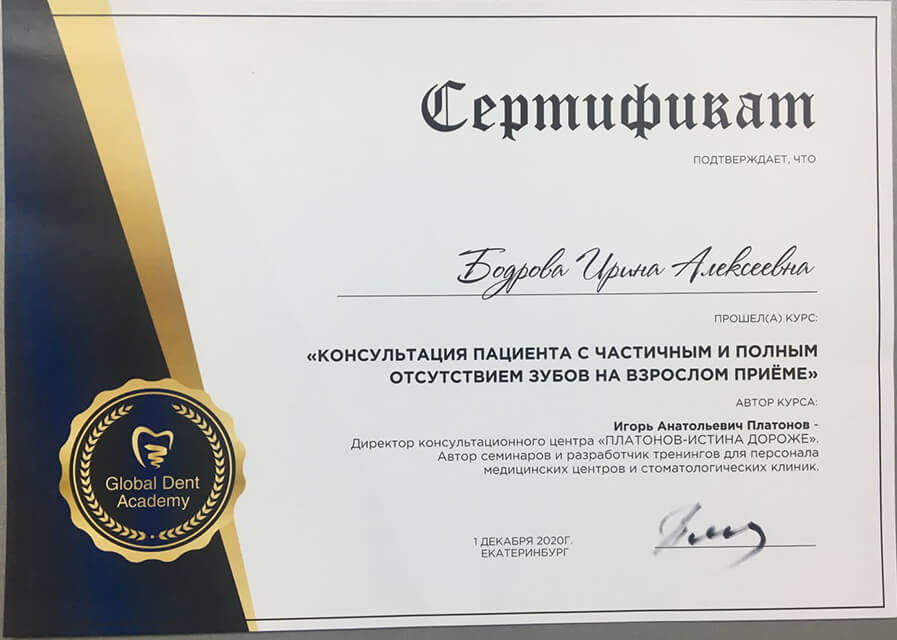 Сертификат
ПОДТВЕРЖДАЕТ, ЧТО
Бодрова Ирина Алексеевна
ПРОШЕЛ(А) КУРС:
«КОНСУЛЬТАЦИЯ ПАЦИЕНТА С ЧАСТИЧНЫМ И ПОЛНЫМ
ОТСУТСТВИЕМ ЗУБОВ НА ВЗРОСЛОМ ПРИЁМЕ»
АВТОР КУРСА:
Игорь Анатольевич Платонов -
Директор консультационного центра «ПЛАТОНОВ-ИСТИНА ДОРОЖЕ».
Автор семинаров и разработчик тренингов для персонала
медицинских центров и стоматологических клиник.
Global Dent
Academy
1 ДЕКАБРЯ 2020Г.
ЕКАТЕРИНБУРГ